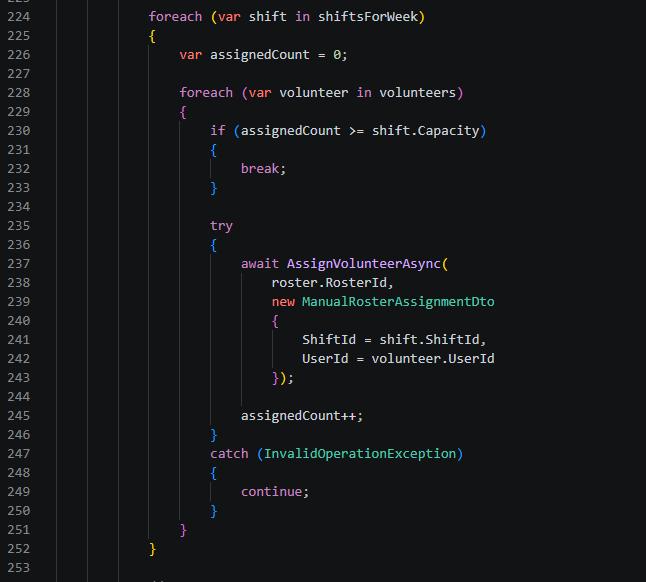 224 foreach (var shift in shiftsForWeek)
225 {
226 var assignedCount = 0;
227
228 foreach (var volunteer in volunteers)
229 {
230 if (assignedCount >= shift.Capacity)
231 {
232 break;
233 }
234
235 try
236 {
237 await AssignVolunteerAsync(
238 roster.RosterId,
239 new ManualRosterAssignmentDto
240 {
241 ShiftId = shift.ShiftId,
242 UserId = volunteer.UserId
243 });
244
245 assignedCount++;
246 }
247 catch (InvalidOperationException)
248 {
249 continue;
250 }
251 }
252 }
253